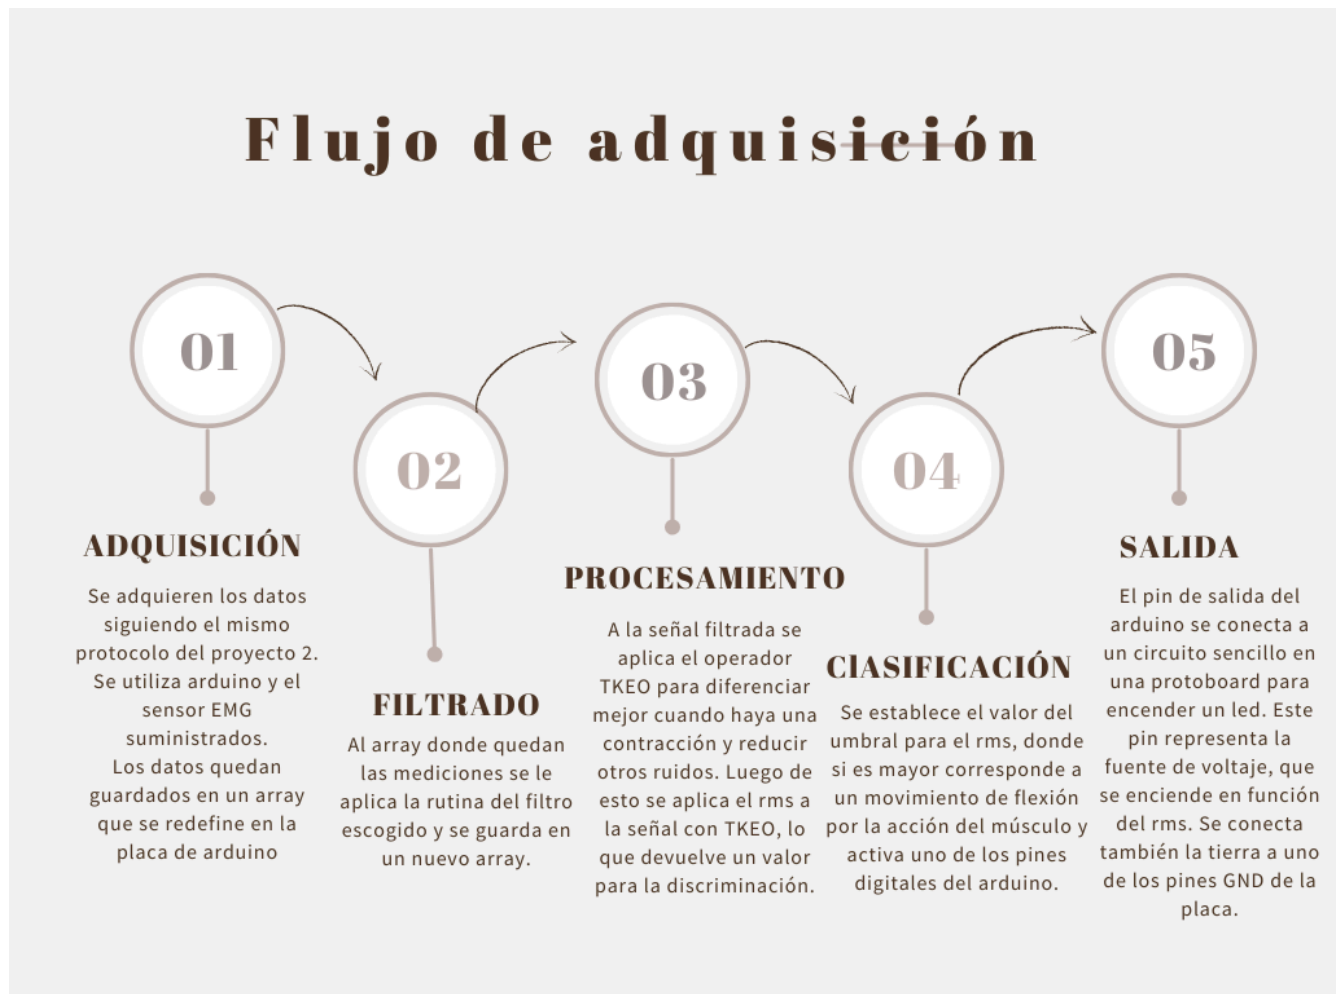 Flujo de adquisición
01
02
03
04
05
ADQUISICIÓN
Se adquieren los datos
siguiendo el mismo
protocolo del proyecto 2.
Se utiliza arduino y el
sensor EMG
suministrados.
Los datos quedan
guardados en un array
que se redefine en la
placa de arduino
FILTRADO
Al array donde quedan
las mediciones se le
aplica la rutina del filtro
escogido y se guarda en
un nuevo array.
PROCESAMIENTO
A la señal filtrada se
aplica el operador
TKEO para diferenciar
mejor cuando haya una
contracción y reducir
otros ruidos. Luego de
esto se aplica el rms a
la señal con TKEO, lo
que devuelve un valor
para la discriminación.
ClASIFICACIÓN
Se establece el valor del
umbral para el rms, donde
si es mayor corresponde a
un movimiento de flexión
por la acción del músculo y
activa uno de los pines
digitales del arduino.
SALIDA
El pin de salida del
arduino se conecta a
un circuito sencillo en
una protoboard para
encender un led. Este
pin representa la
fuente de voltaje, que
se enciende en función
del rms. Se conecta
también la tierra a uno
de los pines GND de la
placa.